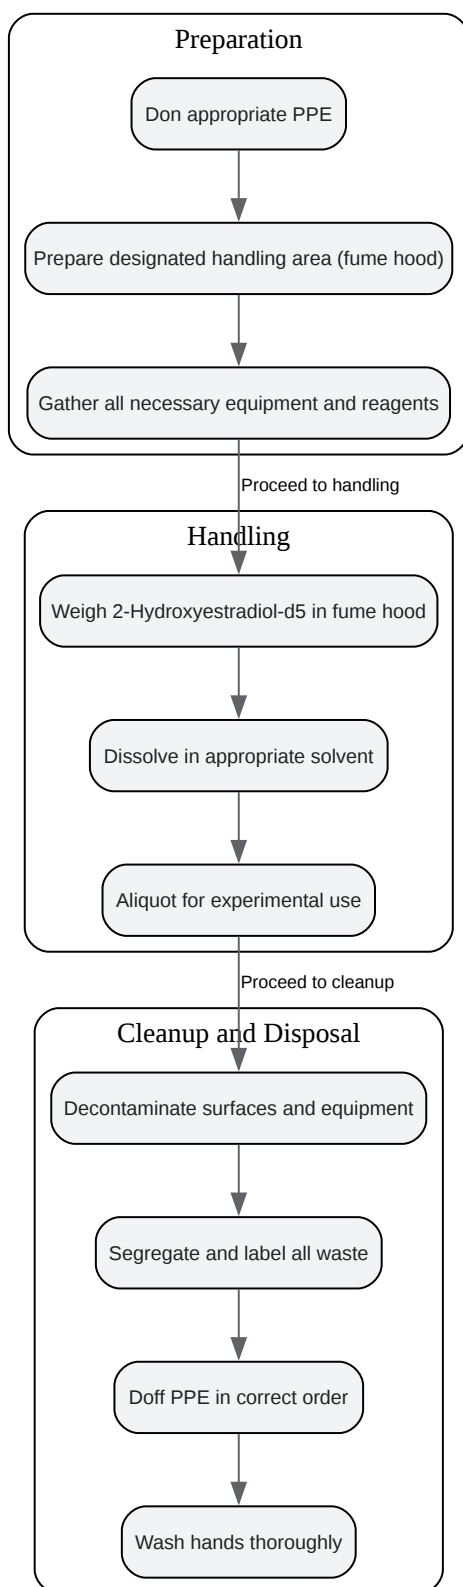 Preparation
Don appropriate PPE
Prepare designated handling area (fume hood)
Gather all necessary equipment and reagents
Proceed to handling
Handling
Weigh 2-Hydroxyestradiol-d5 in fume hood
Dissolve in appropriate solvent
Aliquot for experimental use
Proceed to cleanup
Cleanup and Disposal
Decontaminate surfaces and equipment
Segregate and label all waste
Doff PPE in correct order
Wash hands thoroughly